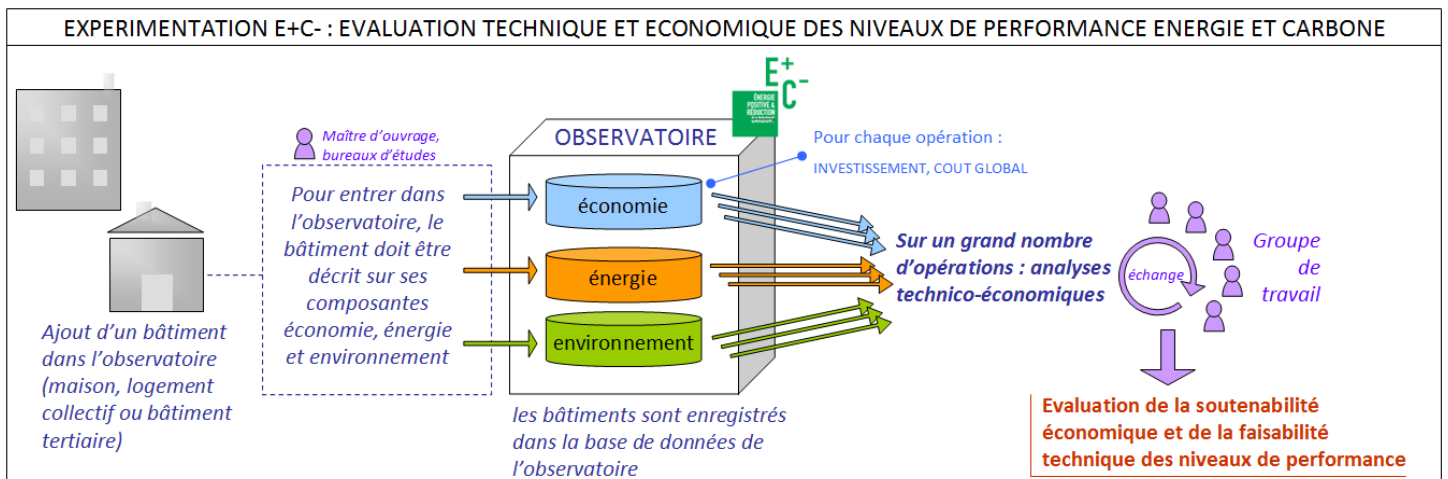 EXPERIMENTATION E+C- : EVALUATION TECHNIQUE ET ECONOMIQUE DES NIVEAUX DE PERFORMANCE ENERGIE ET CARBONE
Ajout d'un bâtiment
dans l'observatoire
(maison, logement
collectif ou bâtiment
tertiaire)
Maître d'ouvrage,
bureaux d'études
Pour entrer dans
l'observatoire, le
bâtiment doit être
décrit sur ses
composantes
économie, énergie
et environnement
E+
C-
ÉNERGIE
POSITIVE &
RÉDUCTION
OBSERVATOIRE
économie
énergie
environnement
les bâtiments sont enregistrés
dans la base de données de
l'observatoire
Pour chaque opération :
INVESTISSEMENT, COUT GLOBAL
Sur un grand nombre
d'opérations : analyses
technico-économiques
échange
Groupe
de
travail
Evaluation de la soutenabilité
économique et de la faisabilité
technique des niveaux de performance